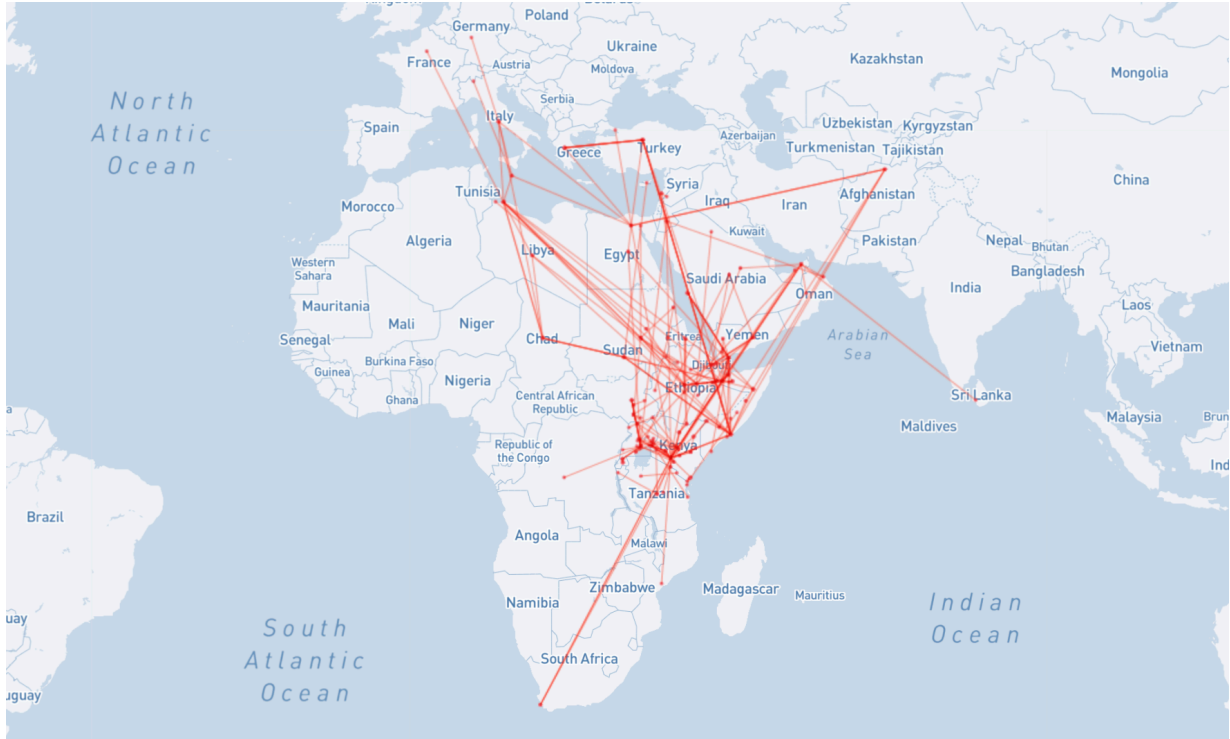 Poland
Germany
Ukraine
France
Austria
Moldova
Kazakhstan
Mongolia
North
Atlantic
Ocean
Serbia
Italy
Spain
Greece
Turkey
Azerbaijan
Uzbekistan
Kyrgyzstan
Turkmenistan
Tajikistan
China
Tunisia
Syria
Iraq
Iran
Afghanistan
Morocco
Algeria
Libya
Egypt
Kuwait
Pakistan
Nepal
Bhutan
Western
Sahara
Saudi Arabia
Oman
India
Bangladesh
Mauritania
Mali
Niger
Chad
Sudan
Eritrea
Yemen
Arabian
Sea
Laos
Senegal
Vietnam
Burkina Faso
Guinea
Nigeria
Ghana
Central African
Republic
Djibouti
Ethiopia
Sri Lanka
Maldives
Malaysia
Brun
Republic of
the Congo
Kenya
Ind
Tanzania
Brazil
Angola
Malawi
Zimbabwe
Madagascar
Mauritius
Namibia
Indian
Ocean
uay
South
Atlantic
Ocean
South Africa
uguay